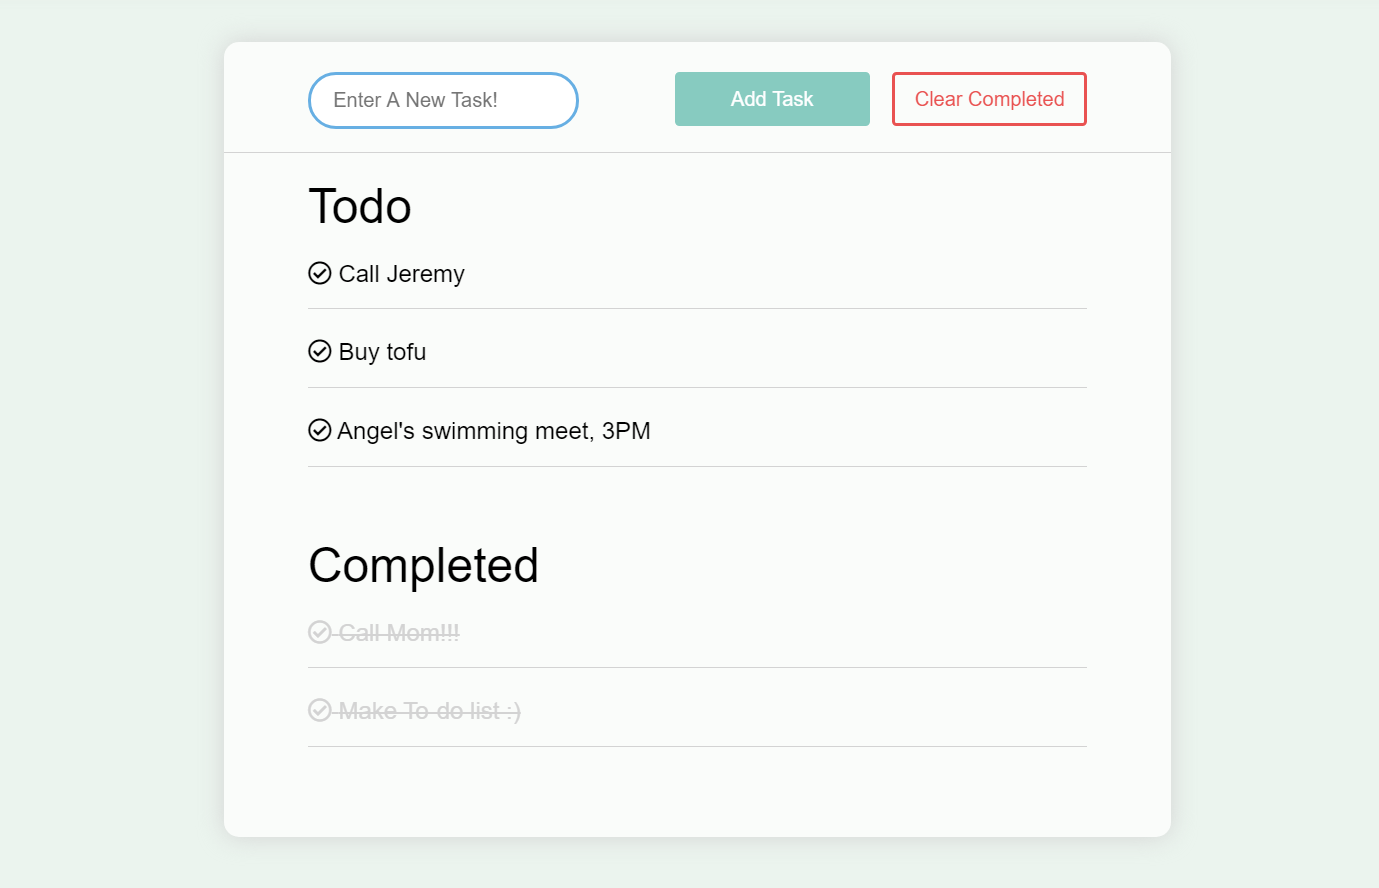 Enter A New Task!
Add Task
Clear Completed
Todo
Call Jeremy
Buy tofu
Angel's swimming meet, 3PM
Completed
Call Mom!!!
Make To do list :)